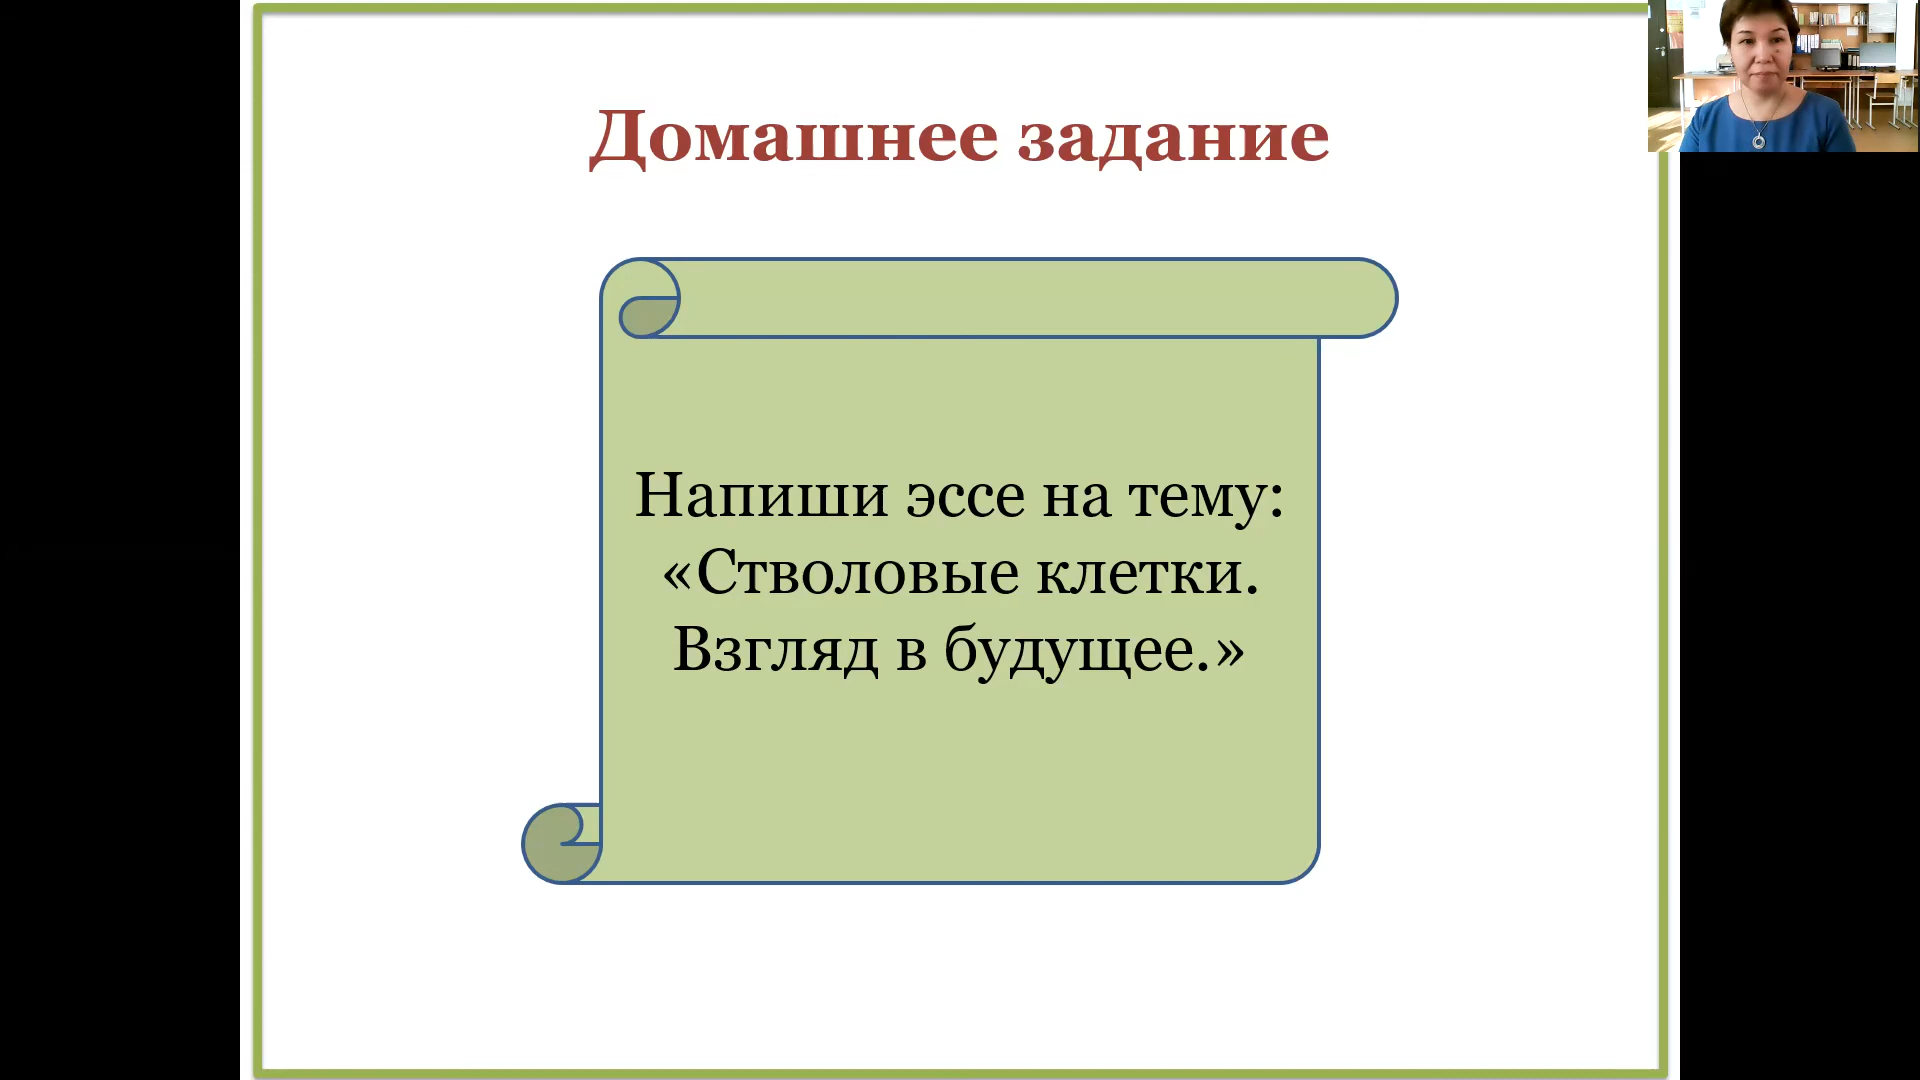 Домашнее задание
Напиши эссе на тему:
«Стволовые клетки.
Взгляд в будущее.»